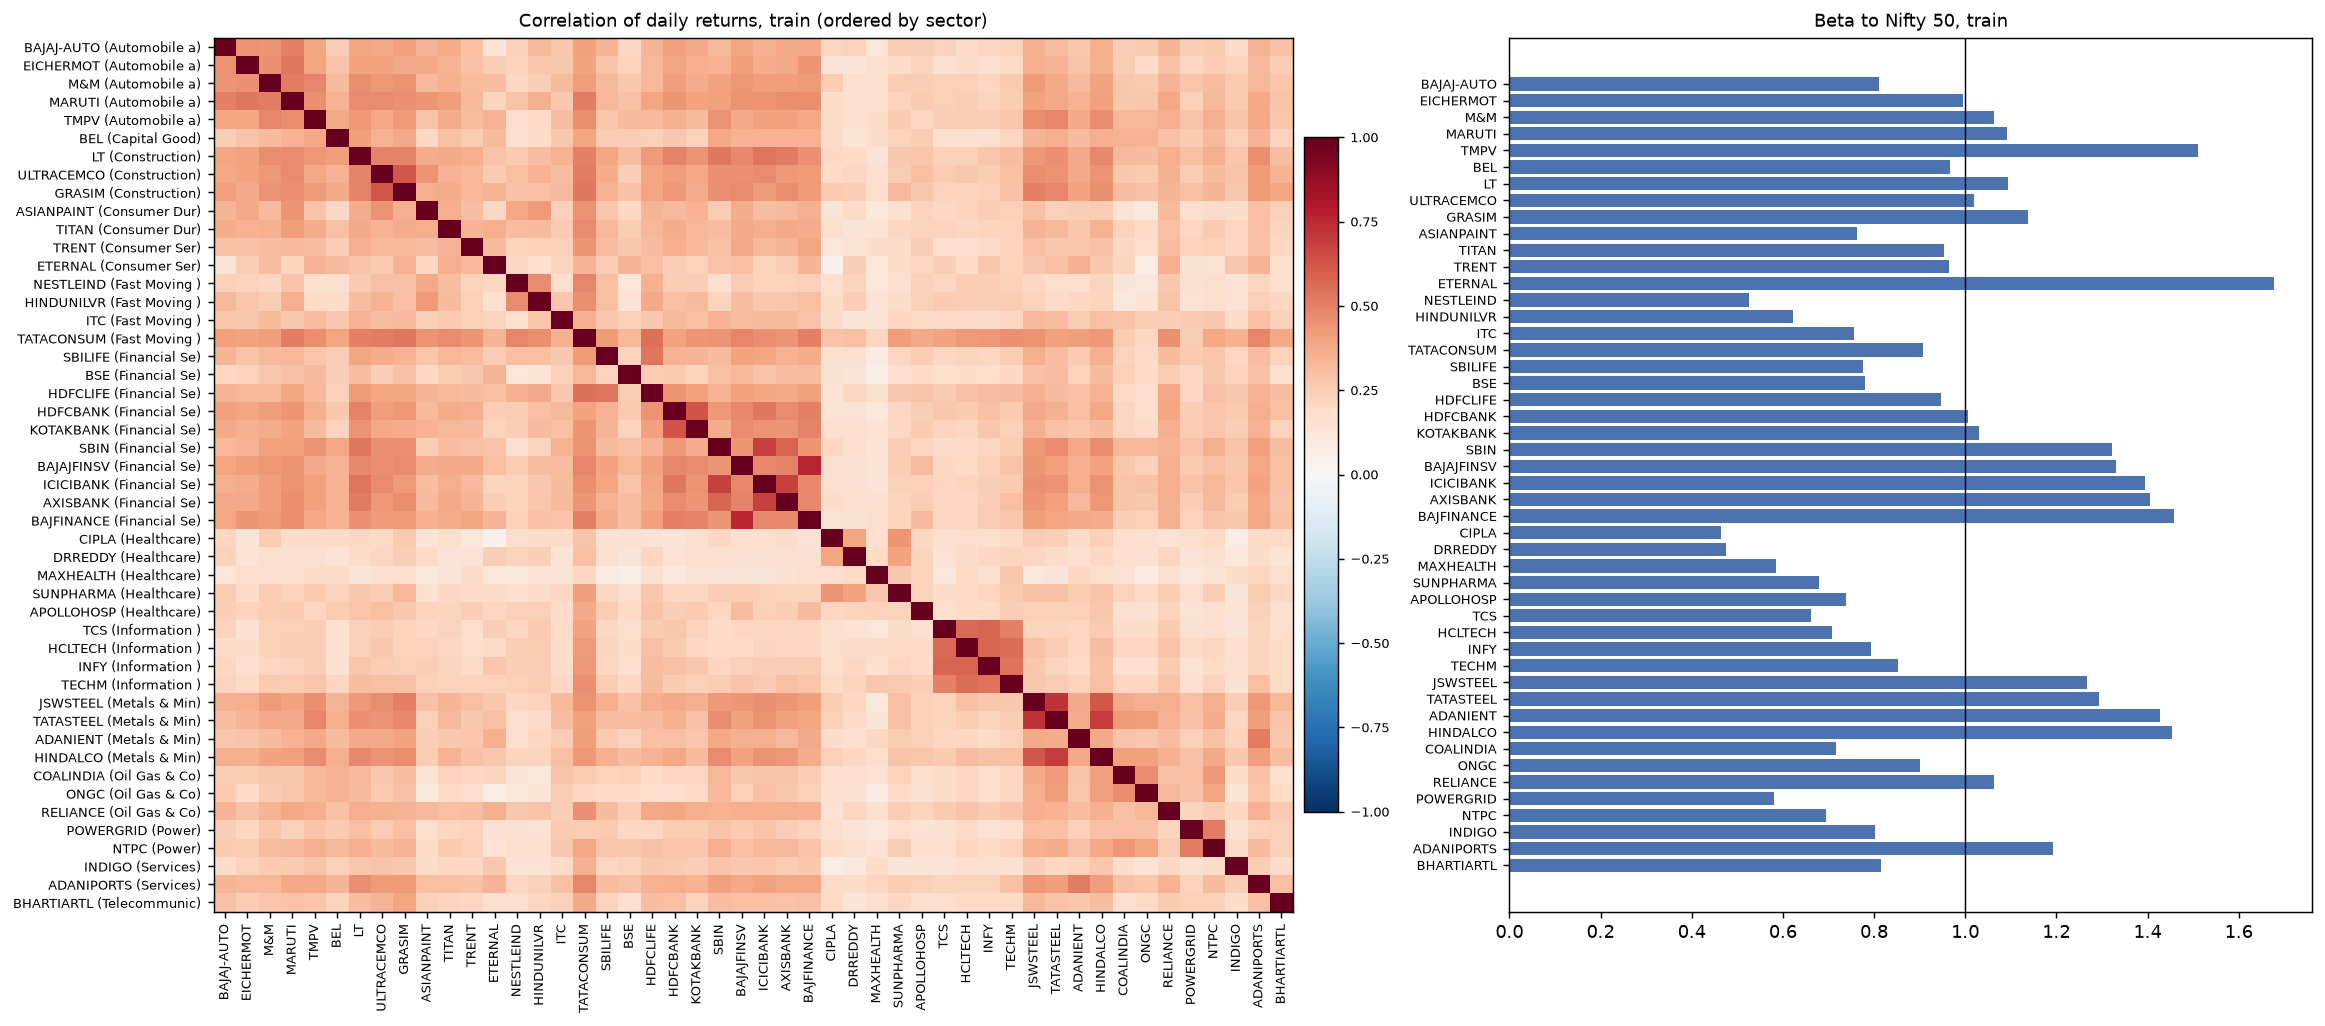 Correlation of daily returns, train (ordered by sector)
BAJAJ-AUTO (Automobile a)
EICHERMOT (Automobile a)
M&M (Automobile a)
MARUTI (Automobile a)
TMPV (Automobile a)
BEL (Capital Good)
LT (Construction)
ULTRACEMCO (Construction)
GRASIM (Construction)
ASIANPAINT (Consumer Dur)
TITAN (Consumer Dur)
TRENT (Consumer Ser)
ETERNAL (Consumer Ser)
NESTLEIND (Fast Moving )
HINDUNILVR (Fast Moving )
ITC (Fast Moving )
TATACONSUM (Fast Moving )
SBILIFE (Financial Se)
BSE (Financial Se)
HDFCLIFE (Financial Se)
HDFCBANK (Financial Se)
KOTAKBANK (Financial Se)
SBIN (Financial Se)
BAJAJFINSV (Financial Se)
ICICIBANK (Financial Se)
AXISBANK (Financial Se)
BAJFINANCE (Financial Se)
CIPLA (Healthcare)
DRREDDY (Healthcare)
MAXHEALTH (Healthcare)
SUNPHARMA (Healthcare)
APOLLOHOSP (Healthcare)
TCS (Information )
HCLTECH (Information )
INFY (Information )
TECHM (Information )
JSWSTEEL (Metals & Min)
TATASTEEL (Metals & Min)
ADANIENT (Metals & Min)
HINDALCO (Metals & Min)
COALINDIA (Oil Gas & Co)
ONGC (Oil Gas & Co)
RELIANCE (Oil Gas & Co)
POWERGRID (Power)
NTPC (Power)
INDIGO (Services)
ADANIPORTS (Services)
BHARTIARTL (Telecommunic)
BAJAJ-AUTO
EICHERMOT
M&M
MARUTI
TMPV
BEL
LT
ULTRACEMCO
GRASIM
ASIANPAINT
TITAN
TRENT
ETERNAL
NESTLEIND
HINDUNILVR
ITC
TATACONSUM
SBILIFE
BSE
HDFCLIFE
HDFCBANK
KOTAKBANK
SBIN
BAJAJFINSV
ICICIBANK
AXISBANK
BAJFINANCE
CIPLA
DRREDDY
MAXHEALTH
SUNPHARMA
APOLLOHOSP
TCS
HCLTECH
INFY
TECHM
JSWSTEEL
TATASTEEL
ADANIENT
HINDALCO
COALINDIA
ONGC
RELIANCE
POWERGRID
NTPC
INDIGO
ADANIPORTS
BHARTIARTL
1.00
0.75
0.50
0.25
0.00
−0.25
−0.50
−0.75
−1.00
Beta to Nifty 50, train
BAJAJ-AUTO
EICHERMOT
M&M
MARUTI
TMPV
BEL
LT
ULTRACEMCO
GRASIM
ASIANPAINT
TITAN
TRENT
ETERNAL
NESTLEIND
HINDUNILVR
ITC
TATACONSUM
SBILIFE
BSE
HDFCLIFE
HDFCBANK
KOTAKBANK
SBIN
BAJAJFINSV
ICICIBANK
AXISBANK
BAJFINANCE
CIPLA
DRREDDY
MAXHEALTH
SUNPHARMA
APOLLOHOSP
TCS
HCLTECH
INFY
TECHM
JSWSTEEL
TATASTEEL
ADANIENT
HINDALCO
COALINDIA
ONGC
RELIANCE
POWERGRID
NTPC
INDIGO
ADANIPORTS
BHARTIARTL
0.0 0.2 0.4 0.6 0.8 1.0 1.2 1.4 1.6